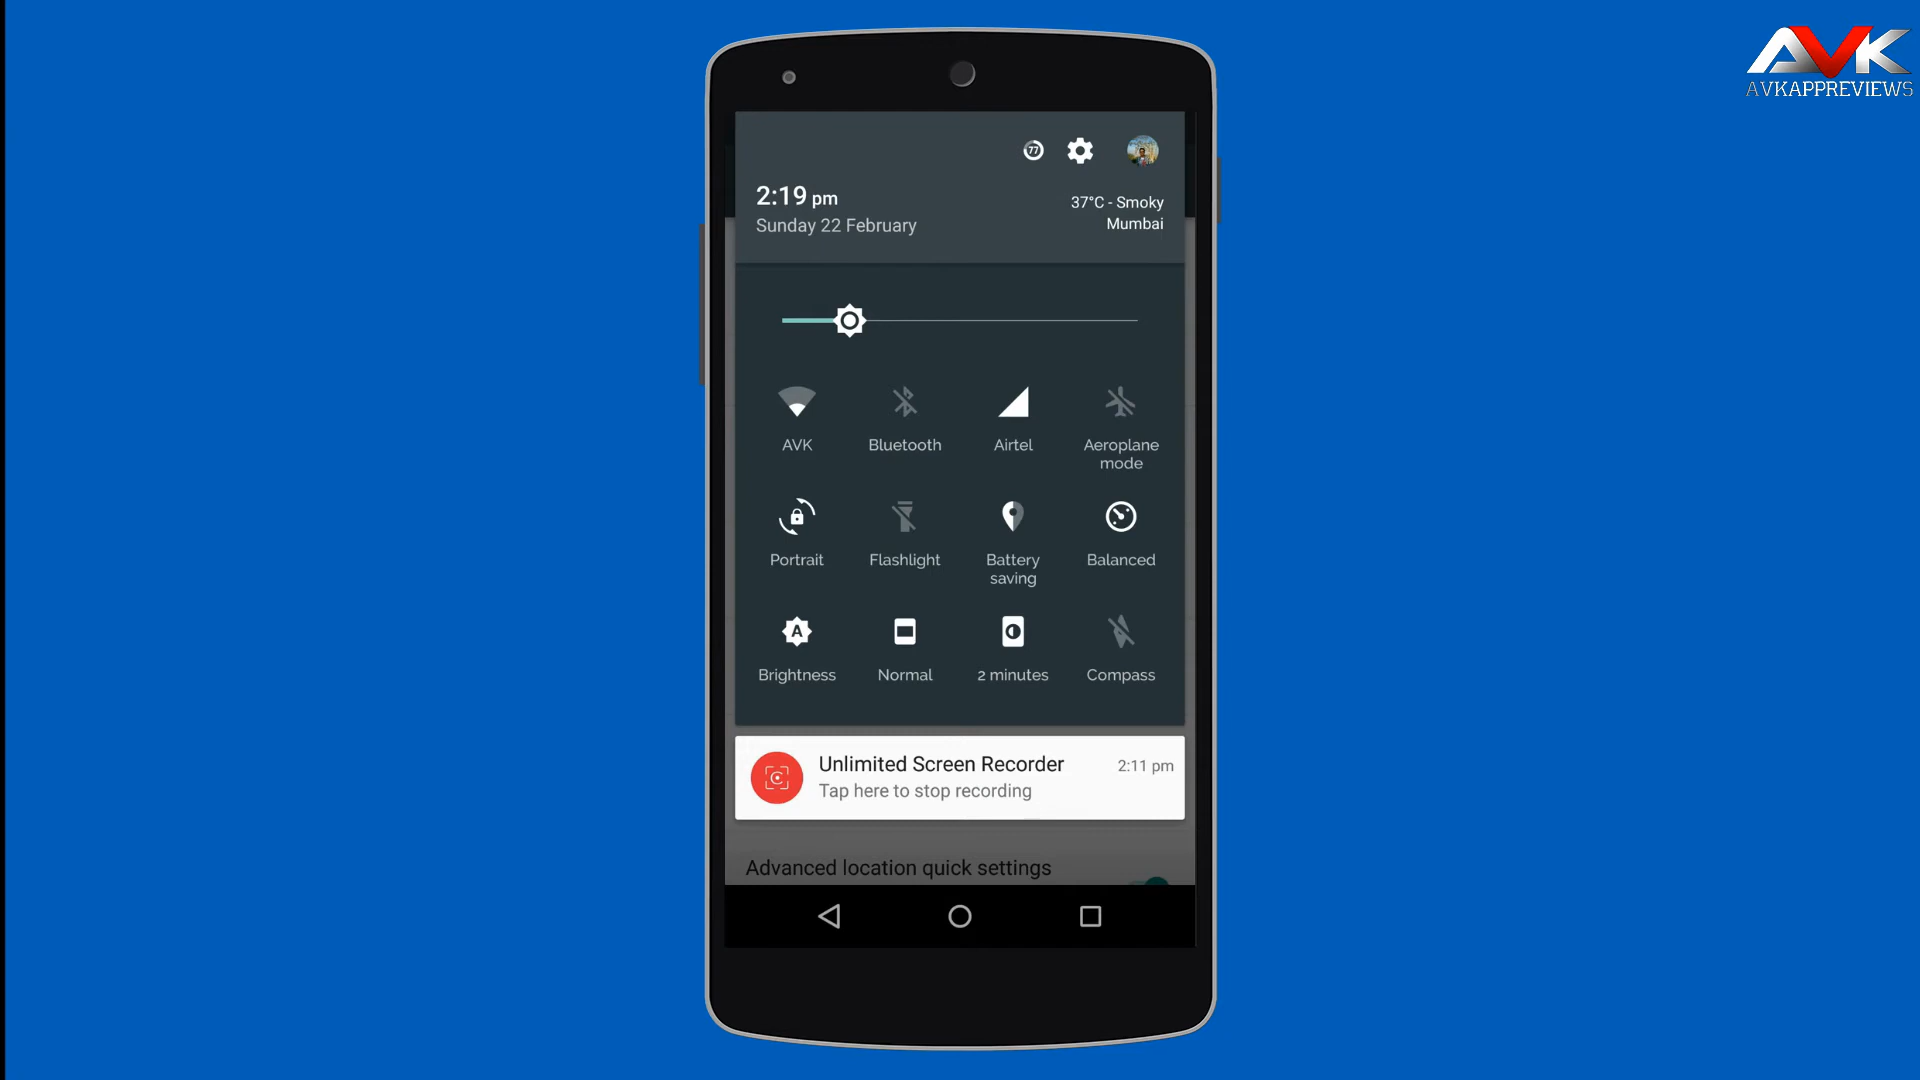 AVK
AVKAPPREVIEWS
77
2:19 pm
Sunday 22 February
37°C - Smoky
Mumbai
AVK
Bluetooth
Airtel
Aeroplane
mode
Portrait
Flashlight
Battery
saving
Balanced
A
Brightness
Normal
2 minutes
Compass
Unlimited Screen Recorder
2:11 pm
Tap here to stop recording
Advanced location quick settings